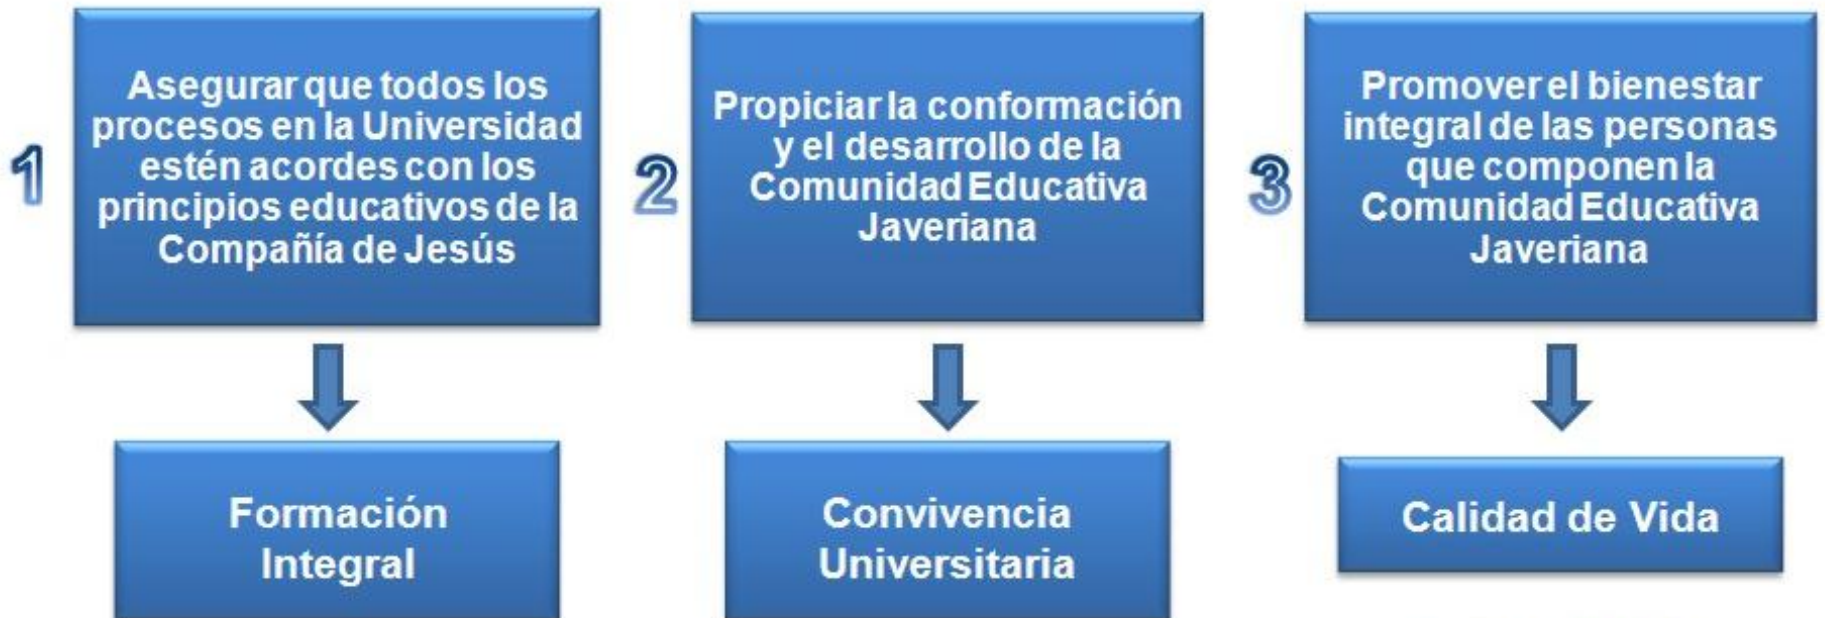 1
Asegurar que todos los
procesos en la Universidad
estén acordes con los
principios educativos de la
Compañía de Jesús
2
Propiciar la conformación
y el desarrollo de la
Comunidad Educativa
Javeriana
3
Promover el bienestar
integral de las personas
que componen la
Comunidad Educativa
Javeriana
Formación
Integral
Convivencia
Universitaria
Calidad de Vida